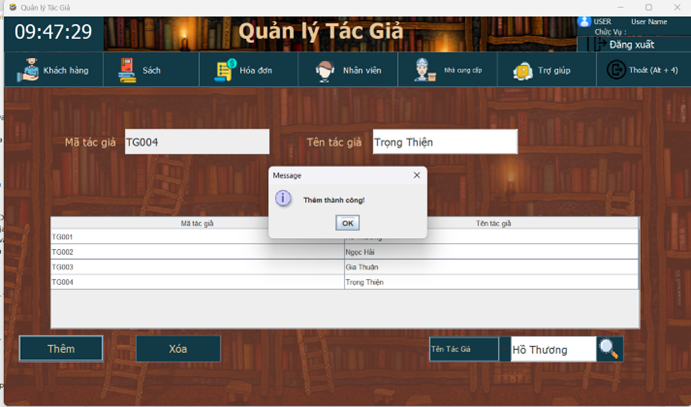 Quản lý Tác Giả
09:47:29
Quản lý Tác Giả
USER User Name
Chức Vụ :
Đăng xuất
Khách hàng Sách Hóa đơn Nhân viên Nhà cung cấp Trợ giúp Thoát (Alt + 4)
Mã tác giả TG004 Tên tác giả Trọng Thiện
Message
Thêm thành công!
OK
Mã tác giả Tên tác giả
TG001
TG002 Ngọc Hải
TG003 Gia Thuận
TG004 Trọng Thiện
Thêm Xóa Tên Tác Giả Hồ Thương